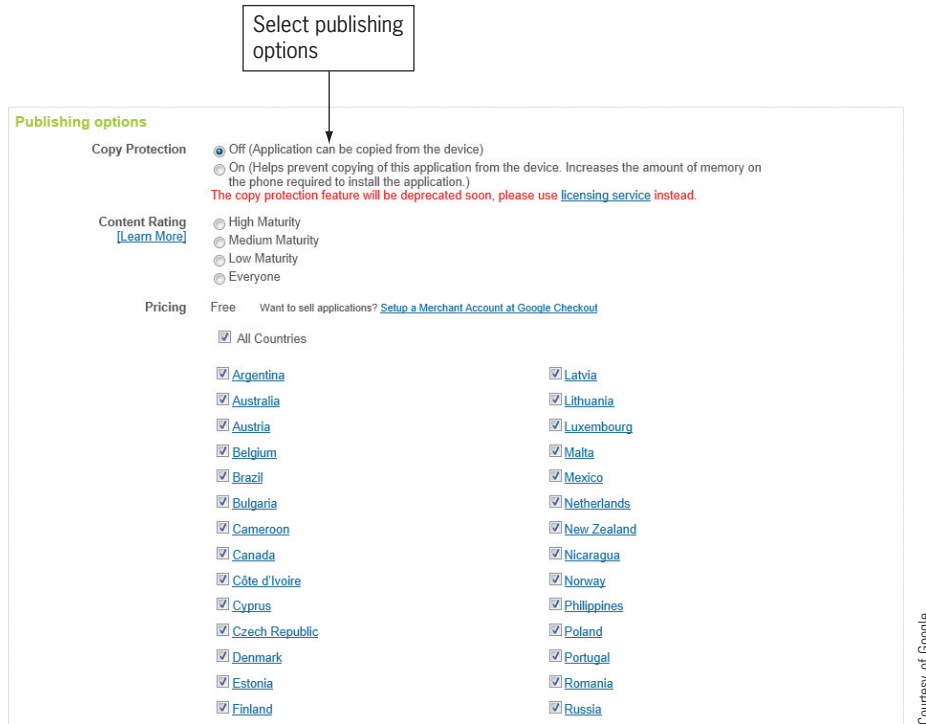 Select publishing
options
Publishing options
Copy Protection
Off (Application can be copied from the device)
On (Helps prevent copying of this application from the device. Increases the amount of memory on
the phone required to install the application.)
The copy protection feature will be deprecated soon, please use licensing service instead.
Content Rating
[Learn More]
High Maturity
Medium Maturity
Low Maturity
Everyone
Pricing
Free Want to sell applications? Setup a Merchant Account at Google Checkout
All Countries
Argentina
Australia
Austria
Belgium
Brazil
Bulgaria
Cameroon
Canada
Côte d'Ivoire
Cyprus
Czech Republic
Denmark
Estonia
Finland
Latvia
Lithuania
Luxembourg
Malta
Mexico
Netherlands
New Zealand
Nicaragua
Norway
Philippines
Poland
Portugal
Romania
Russia
Courtesy of Google